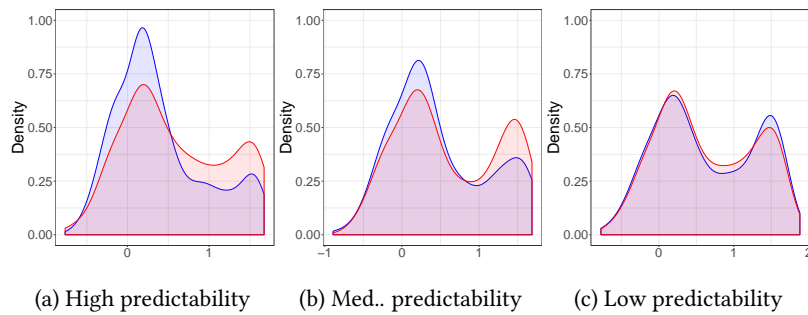 1.00 1.00 1.00
0.75 0.75 0.75
Density Density Density
0.50 0.50 0.50
0.25 0.25 0.25
0.00 0.00 0.00
0 1 −1 0 1 0 1 2
(a) High predictability (b) Med.. predictability (c) Low predictability